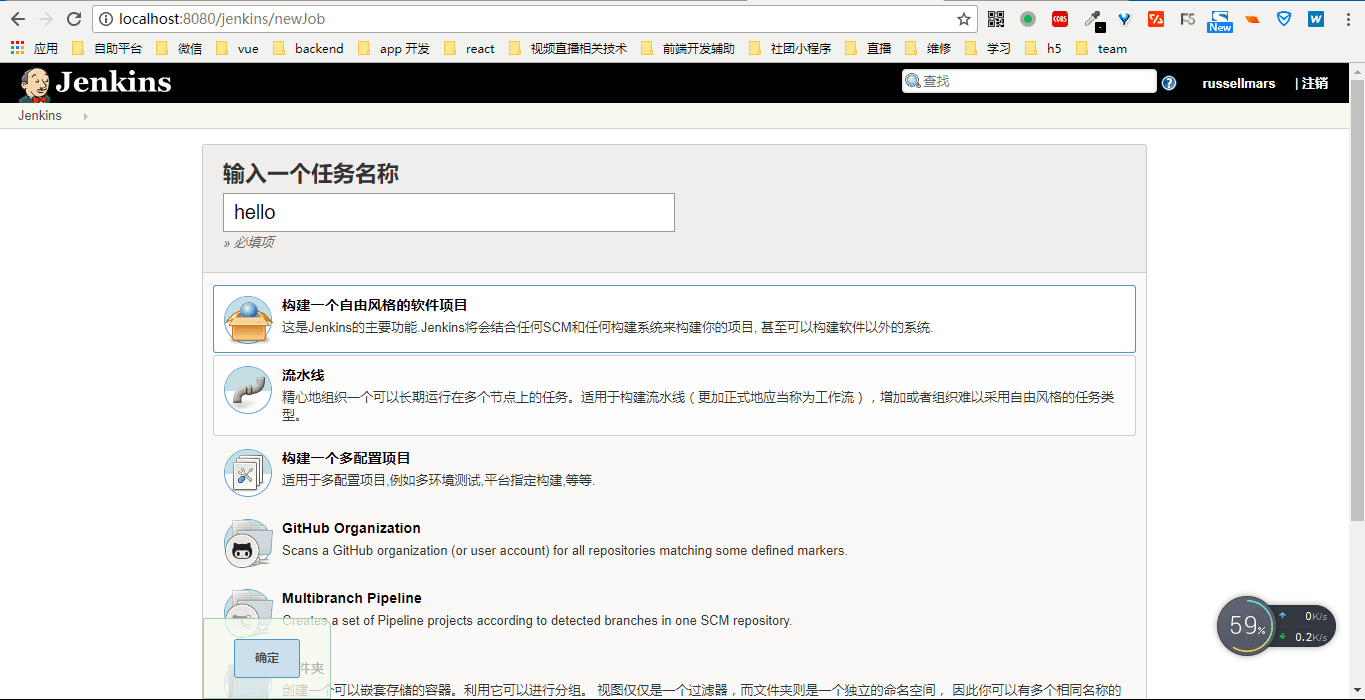 localhost:8080/jenkins/newJob
CORS
F5
New
W
应用 自助平台 微信 vue backend app 开发 react 视频直播相关技术 前端开发辅助 社团小程序 直播 维修 学习 h5 team
Jenkins
查找
russellmars | 注销
Jenkins
输入一个任务名称
hello
» 必填项
构建一个自由风格的软件项目
这是Jenkins的主要功能.Jenkins将会结合任何SCM和任何构建系统来构建你的项目, 甚至可以构建软件以外的系统.
流水线
精心地组织一个可以长期运行在多个节点上的任务。适用于构建流水线（更加正式地应当称为工作流），增加或者组织难以采用自由风格的任务类
型。
构建一个多配置项目
适用于多配置项目,例如多环境测试,平台指定构建,等等.
GitHub Organization
Scans a GitHub organization (or user account) for all repositories matching some defined markers.
Multibranch Pipeline
Creates a set of Pipeline projects according to detected branches in one SCM repository.
59%
0K/s
0.2K/s
确定
件夹
创建一个可以嵌套存储的容器。利用它可以进行分组。 视图仅仅是一个过滤器，而文件夹则是一个独立的命名空间， 因此你可以有多个相同名称的